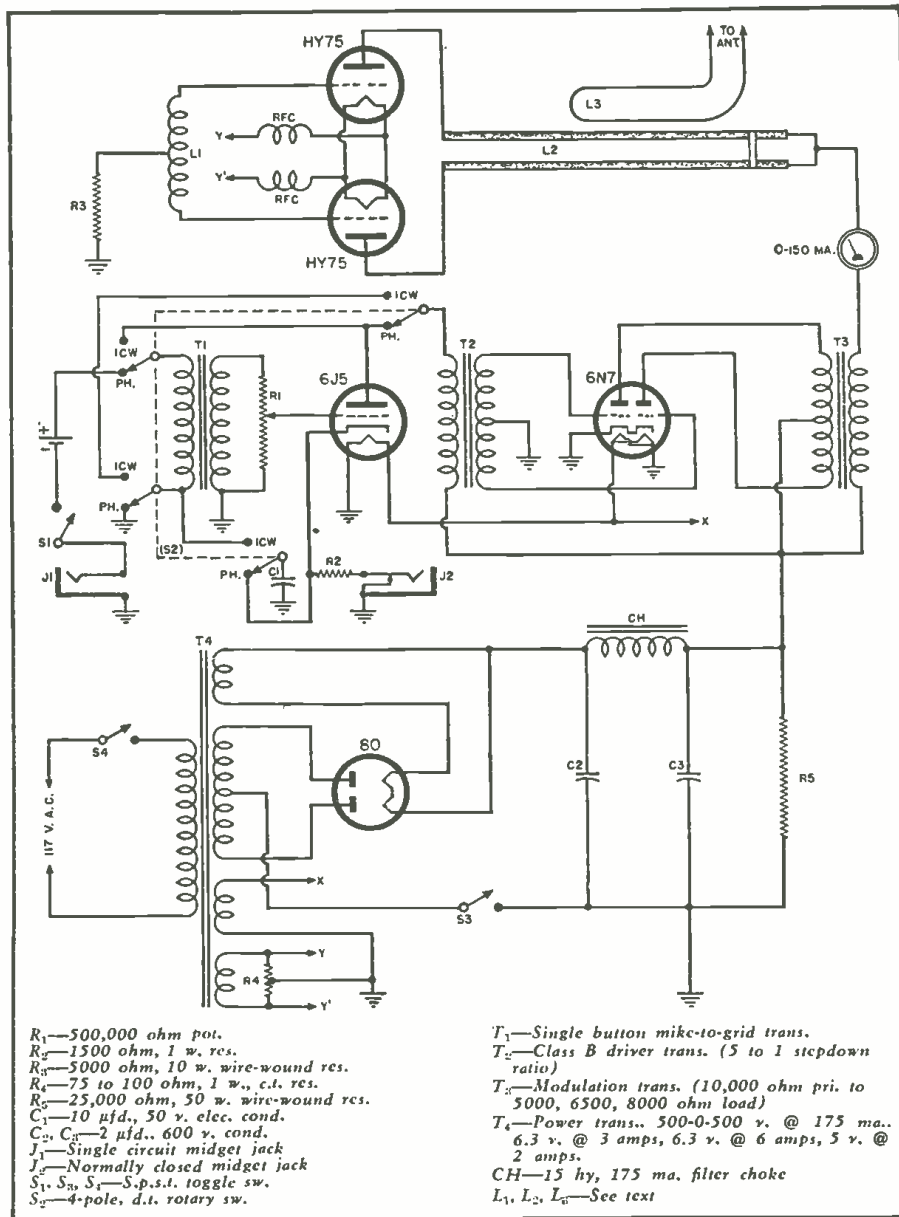 HY75
TO
ANT.
L3
RFC
Y
L1
L2
Y'
RFC
R3
HY75
0-150 MA.
ICW
PH.
ICW
T1
T2
T3
PH.
6J5
6N7
R1
+
-
ICW
PH.
X
S1
(S2)
ICW
PH.
C1
R2
J1
J2
T4
CH
S4
80
C2
C3
R5
117 V. A.C.
X
S3
Y
R4
Y'
R1—500,000 ohm pot.
R2—1500 ohm, 1 w. res.
R3—5000 ohm, 10 w. wire-wound res.
R4—75 to 100 ohm, 1 w., c.t. res.
R5—25,000 ohm, 50 w. wire-wound res.
C1—10 µfd., 50 v. elec. cond.
C2, C3—2 µfd., 600 v. cond.
J1—Single circuit midget jack
J2—Normally closed midget jack
S1, S3, S4—S.p.s.t. toggle sw.
S2—4-pole, d.t. rotary sw.
T1—Single button mike-to-grid trans.
T2—Class B driver trans. (5 to 1 stepdown
ratio)
T3—Modulation trans. (10,000 ohm pri. to
5000, 6500, 8000 ohm load)
T4—Power trans., 500-0-500 v. @ 175 ma.,
6.3 v. @ 3 amps, 6.3 v. @ 6 amps, 5 v. @
2 amps.
CH—15 hy, 175 ma. filter choke
L1, L2, L3—See text